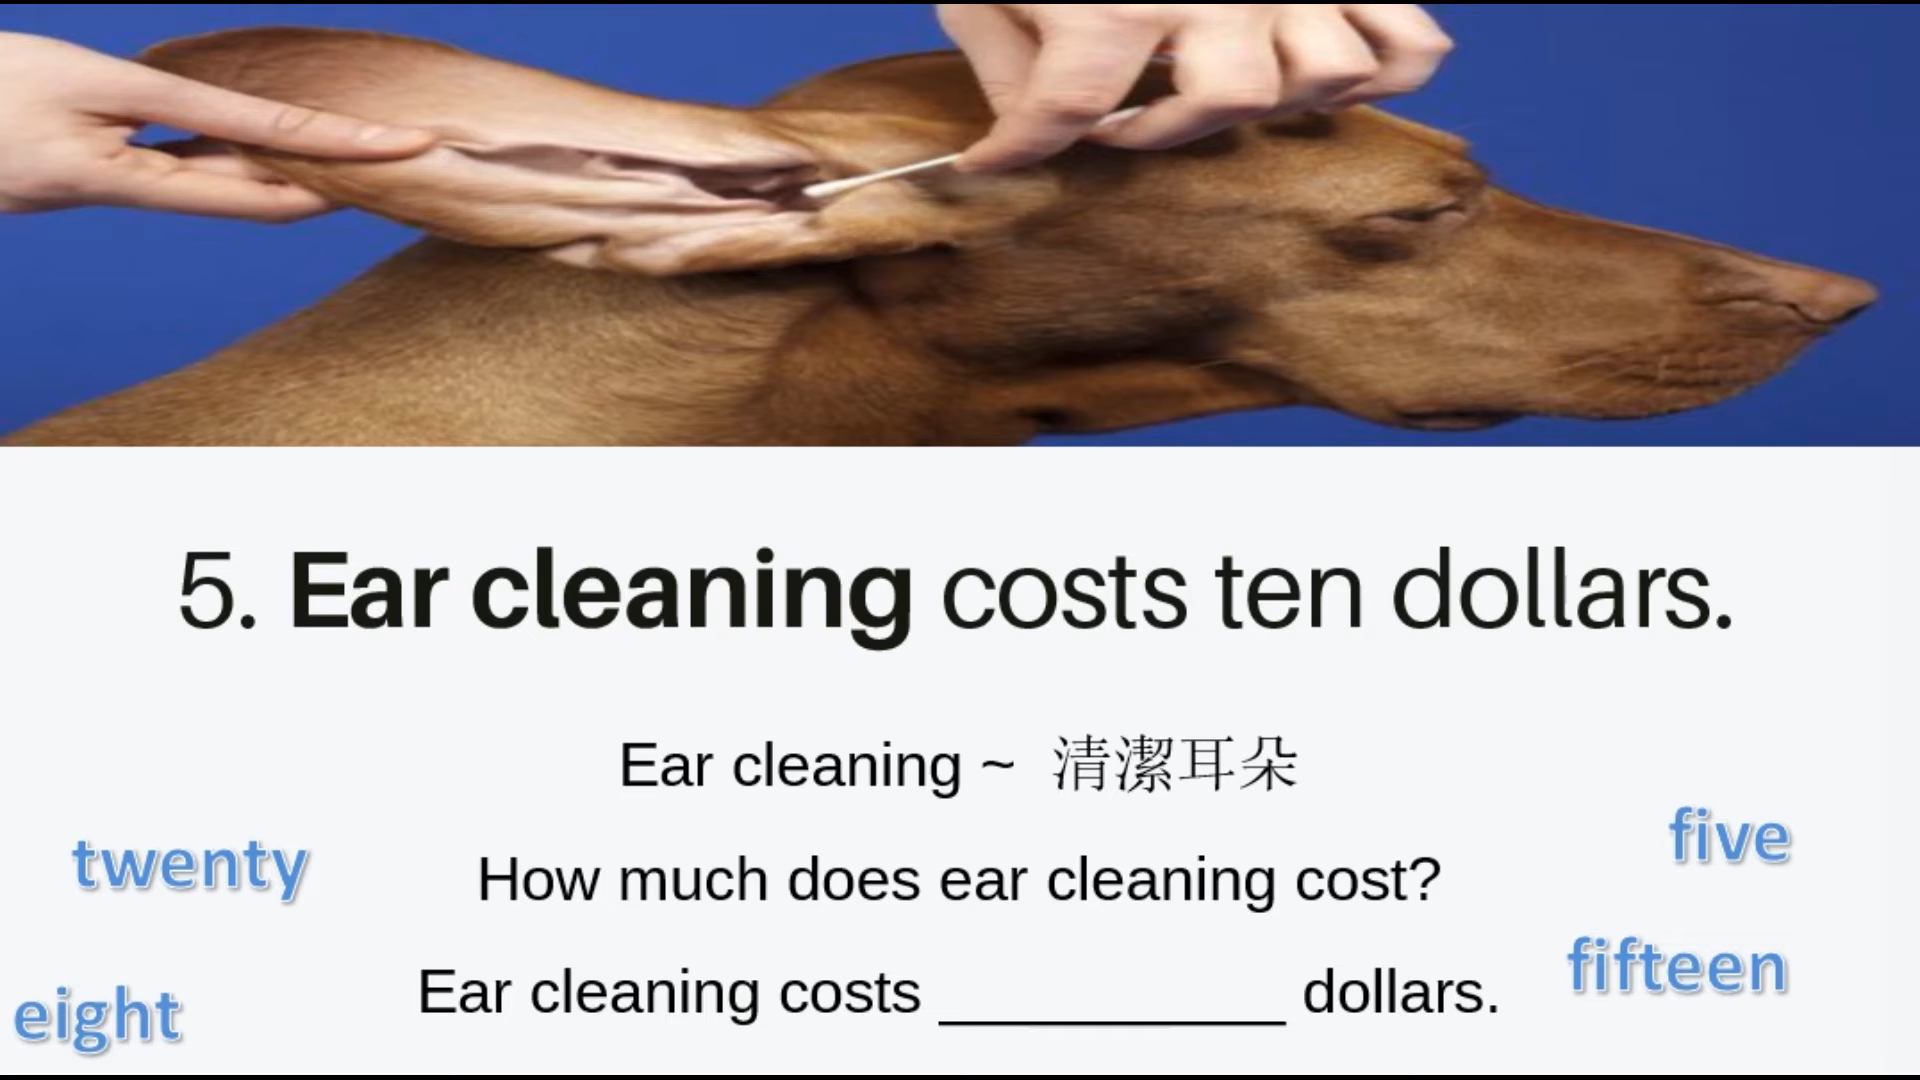 5. Ear cleaning costs ten dollars.
Ear cleaning ~ 清潔耳朵
five
twenty
How much does ear cleaning cost?
fifteen
Ear cleaning costs __________ dollars.
eight